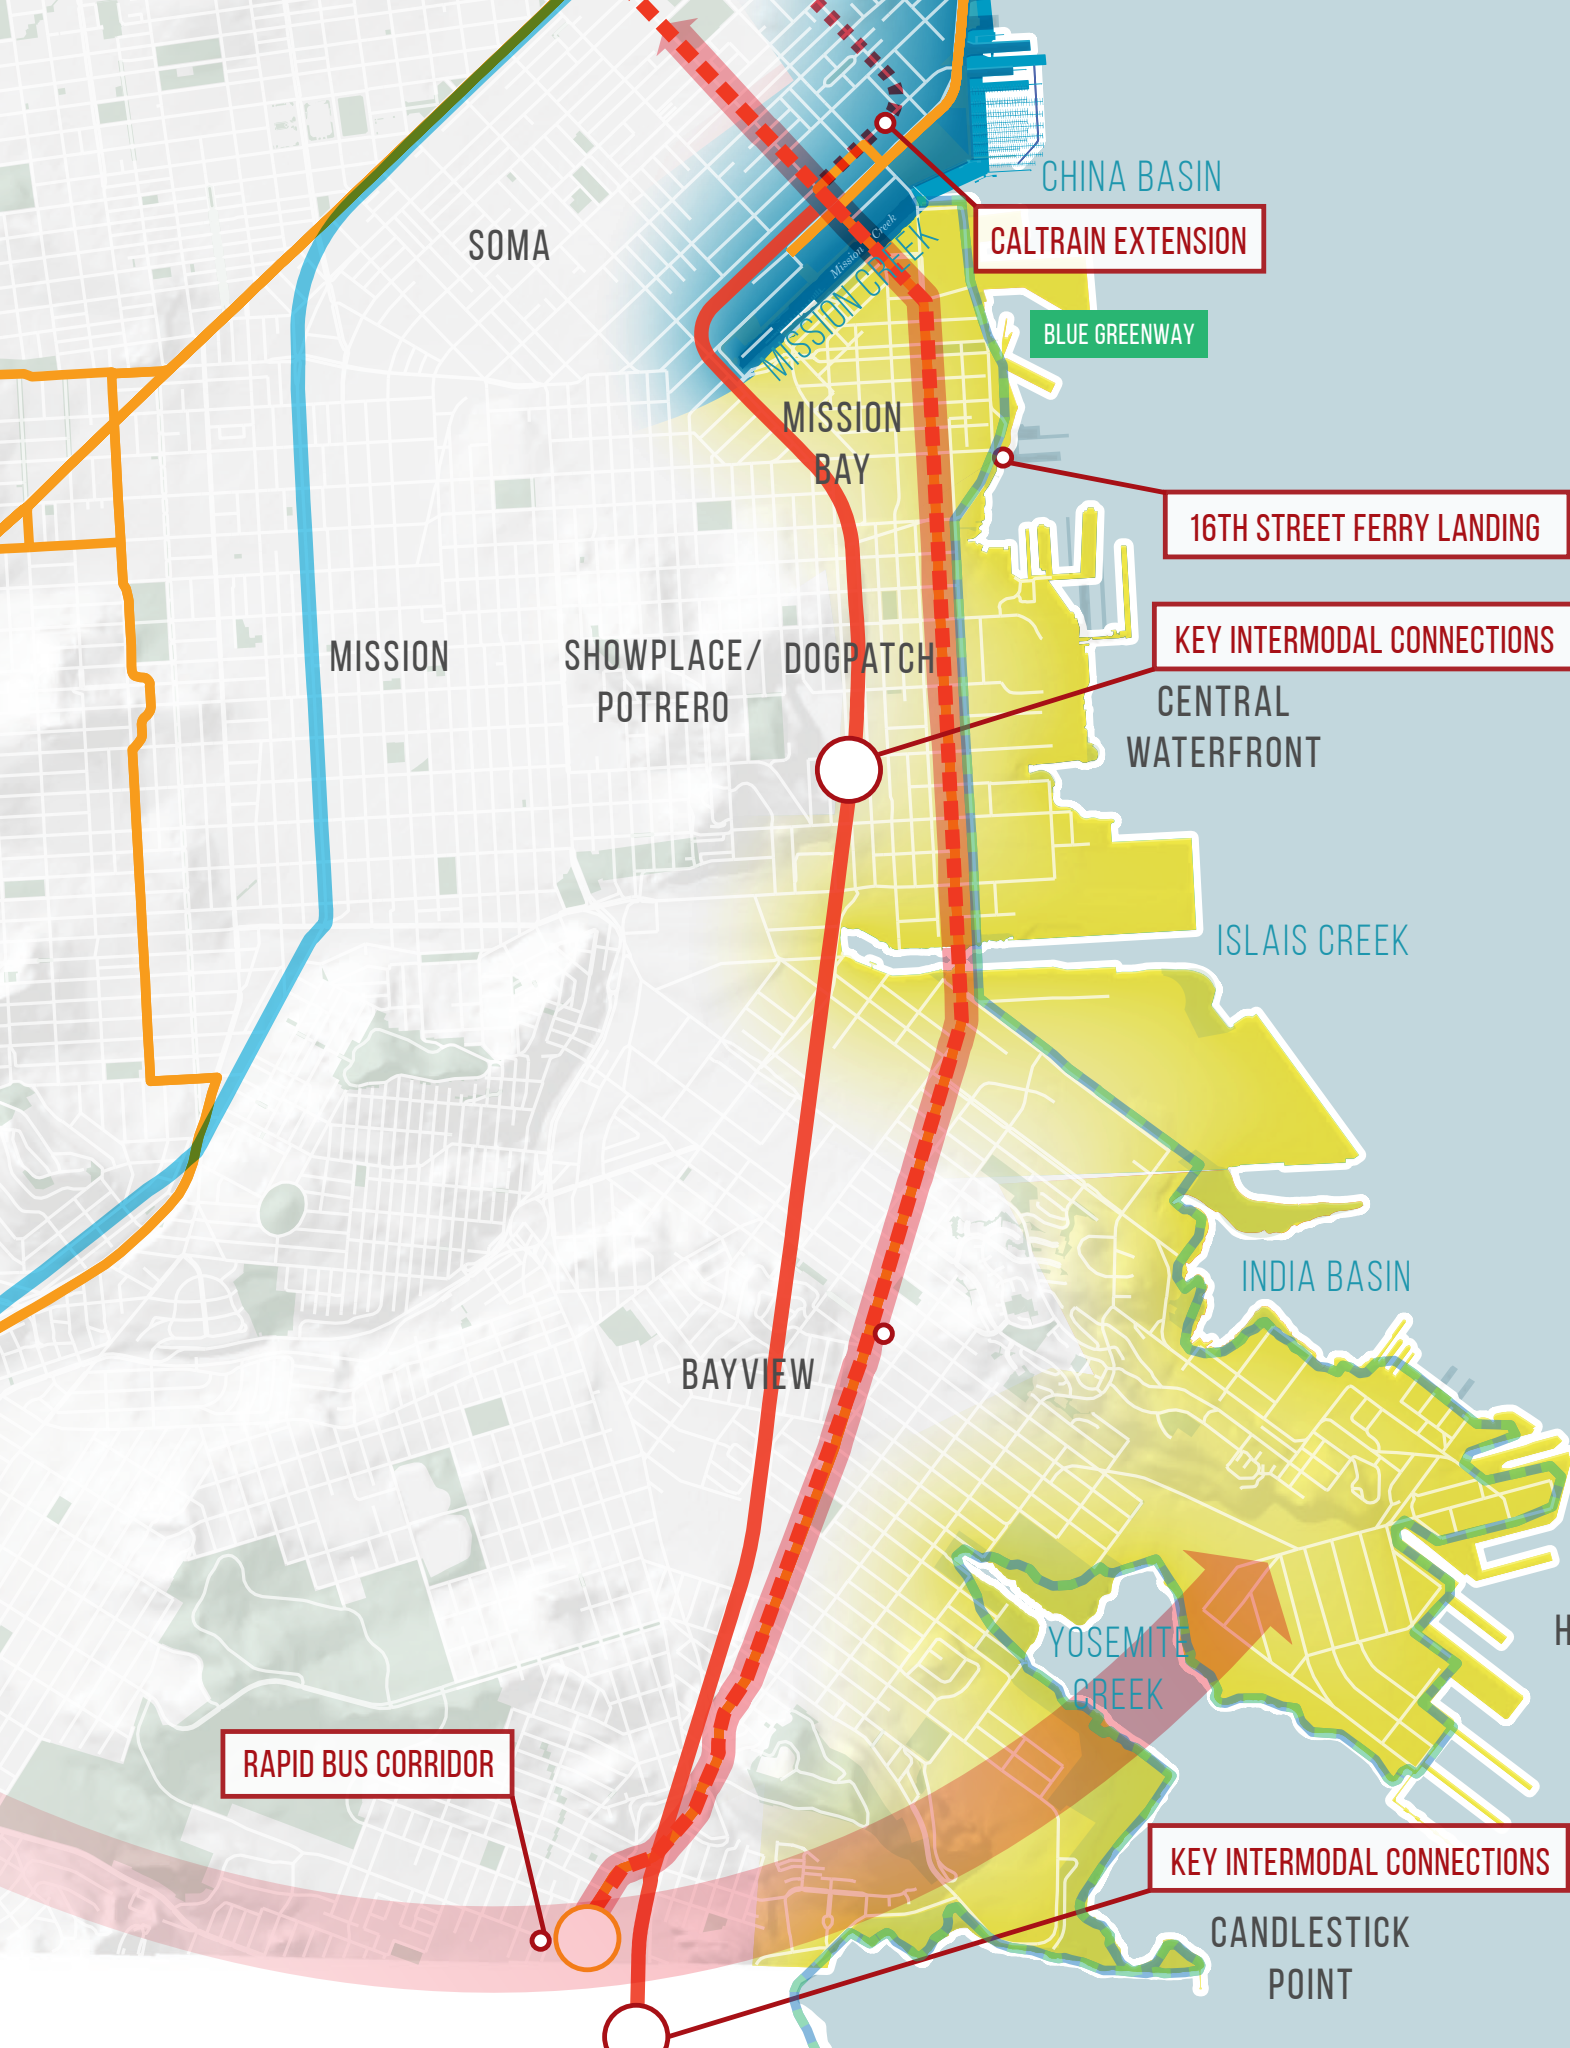 CHINA BASIN
CALTRAIN EXTENSION
SOMA
Mission Creek
MISSION CREEK
BLUE GREENWAY
MISSION
BAY
16TH STREET FERRY LANDING
KEY INTERMODAL CONNECTIONS
MISSION
SHOWPLACE/
POTRERO
DOGPATCH
CENTRAL
WATERFRONT
ISLAIS CREEK
INDIA BASIN
BAYVIEW
H
YOSEMITE
CREEK
RAPID BUS CORRIDOR
KEY INTERMODAL CONNECTIONS
CANDLESTICK
POINT